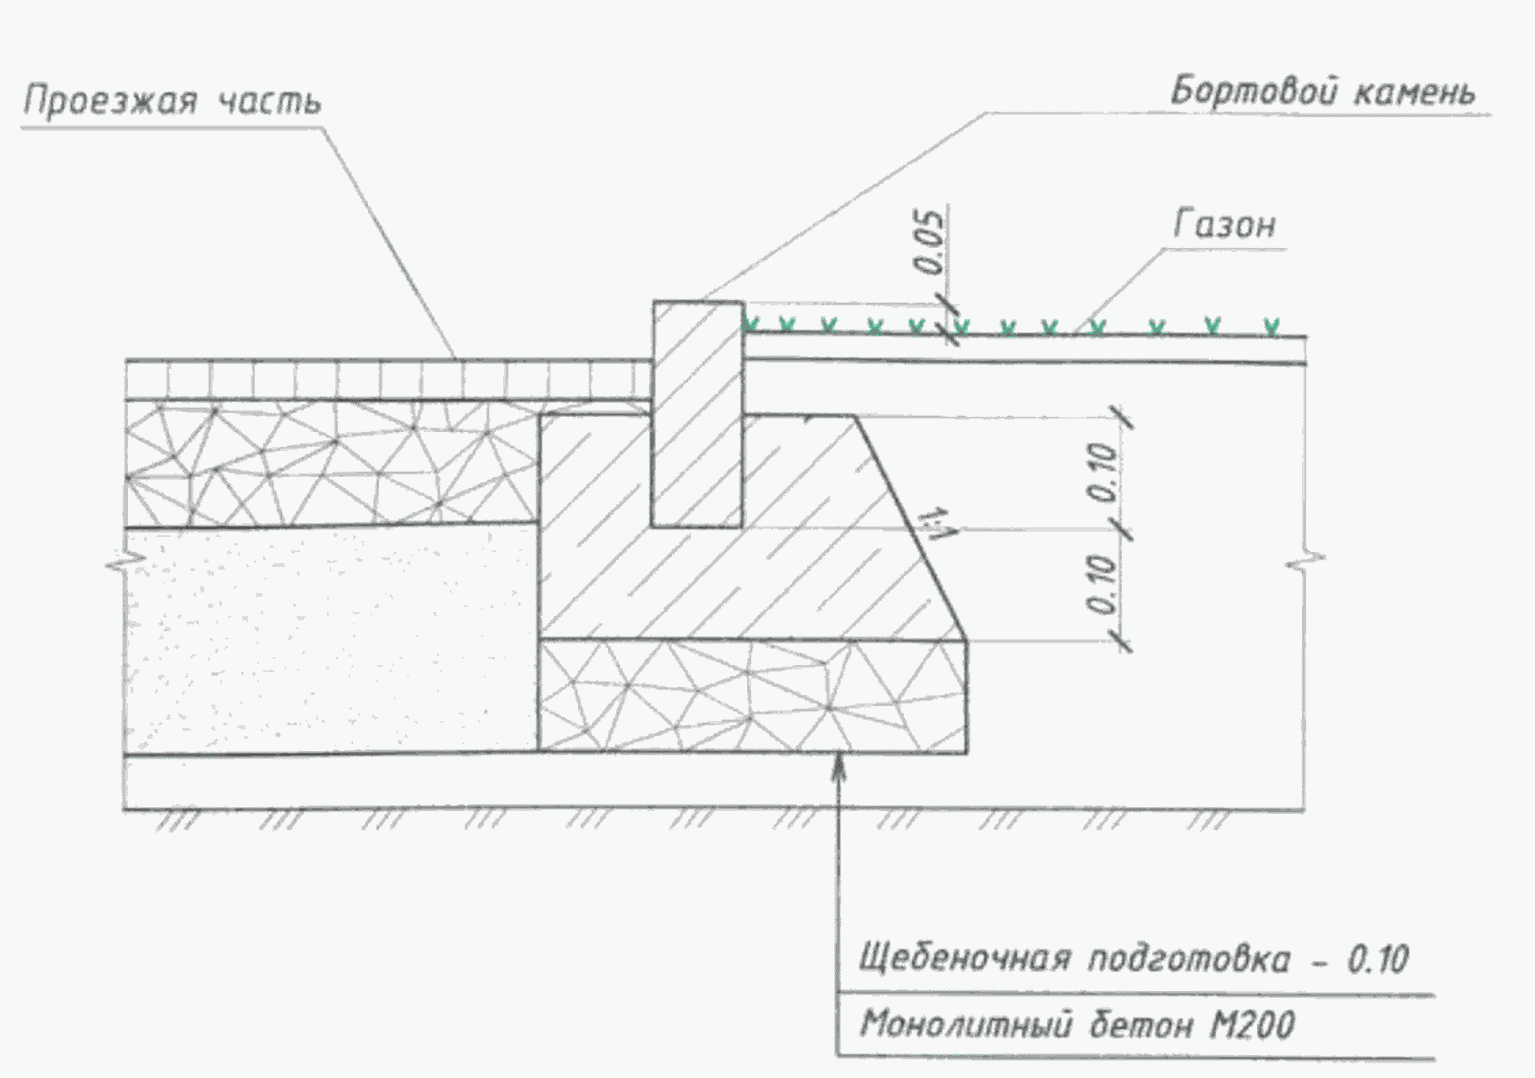 Проезжая часть
Бортовой камень
0.05
Газон
0.10
1:1
0.10
Щебеночная подготовка - 0.10
Монолитный бетон М200